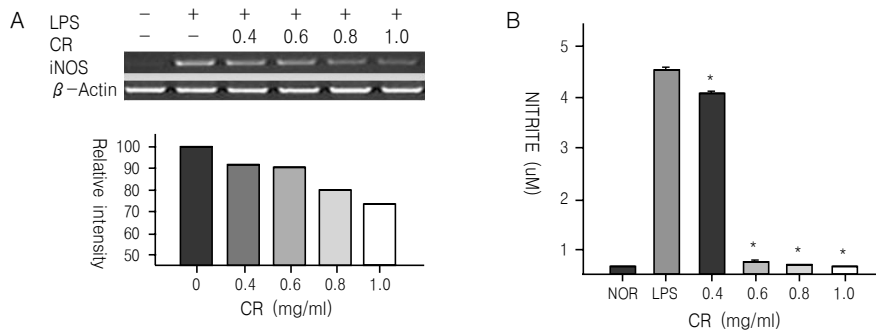 A
LPS − + + + + +
CR − − 0.4 0.6 0.8 1.0
iNOS
β−Actin
Relative intensity
100
90
80
70
60
50
0 0.4 0.6 0.8 1.0
CR (mg/ml)
B
NITRITE (uM)
5
4
3
2
1
* * * *
NOR LPS 0.4 0.6 0.8 1.0
CR (mg/ml)